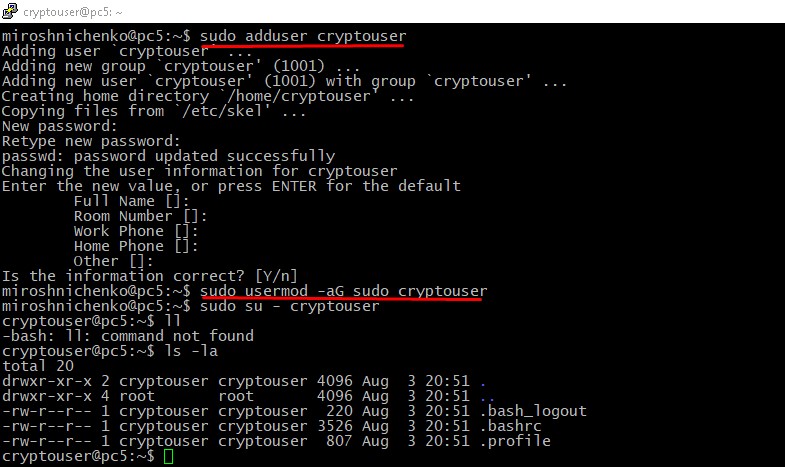 cryptouser@pc5: ~
miroshnichenko@pc5:~$ sudo adduser cryptouser
Adding user `cryptouser' ...
Adding new group `cryptouser' (1001) ...
Adding new user `cryptouser' (1001) with group `cryptouser' ...
Creating home directory `/home/cryptouser' ...
Copying files from `/etc/skel' ...
New password:
Retype new password:
passwd: password updated successfully
Changing the user information for cryptouser
Enter the new value, or press ENTER for the default
        Full Name []:
        Room Number []:
        Work Phone []:
        Home Phone []:
        Other []:
Is the information correct? [Y/n]
miroshnichenko@pc5:~$ sudo usermod -aG sudo cryptouser
miroshnichenko@pc5:~$ sudo su - cryptouser
cryptouser@pc5:~$ ll
-bash: ll: command not found
cryptouser@pc5:~$ ls -la
total 20
drwxr-xr-x 2 cryptouser cryptouser 4096 Aug  3 20:51 .
drwxr-xr-x 4 root       root       4096 Aug  3 20:51 ..
-rw-r--r-- 1 cryptouser cryptouser  220 Aug  3 20:51 .bash_logout
-rw-r--r-- 1 cryptouser cryptouser 3526 Aug  3 20:51 .bashrc
-rw-r--r-- 1 cryptouser cryptouser  807 Aug  3 20:51 .profile
cryptouser@pc5:~$